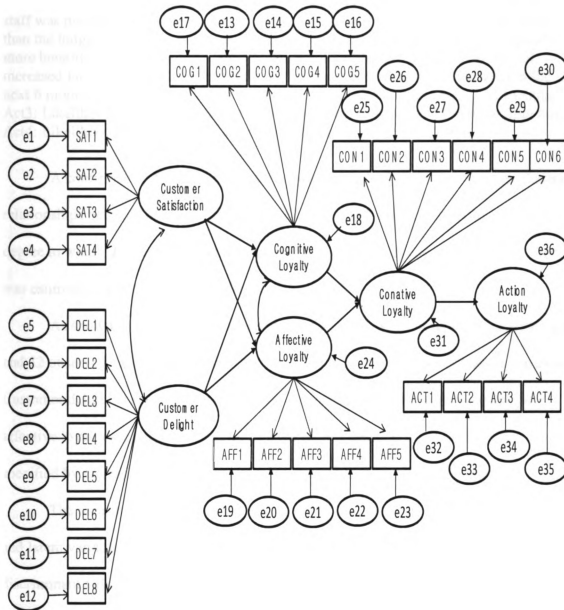 e17 e13 e14 e15 e16
COG1 COG2 COG3 COG4 COG5
e26 e28 e30
e25 e27 e29
CON1 CON2 CON3 CON4 CON5 CON6
e1 SAT1
e2 SAT2
e3 SAT3
e4 SAT4
Customer
Satisfaction
e18
Cognitive
Loyalty
e36
Conative
Loyalty
Action
Loyalty
e31
Affective
Loyalty
e24
e5 DEL1
e6 DEL2
e7 DEL3
e8 DEL4
e9 DEL5
e10 DEL6
e11 DEL7
e12 DEL8
Customer
Delight
ACT1 ACT2 ACT3 ACT4
e32 e34
e33 e35
AFF1 AFF2 AFF3 AFF4 AFF5
e19 e20 e21 e22 e23